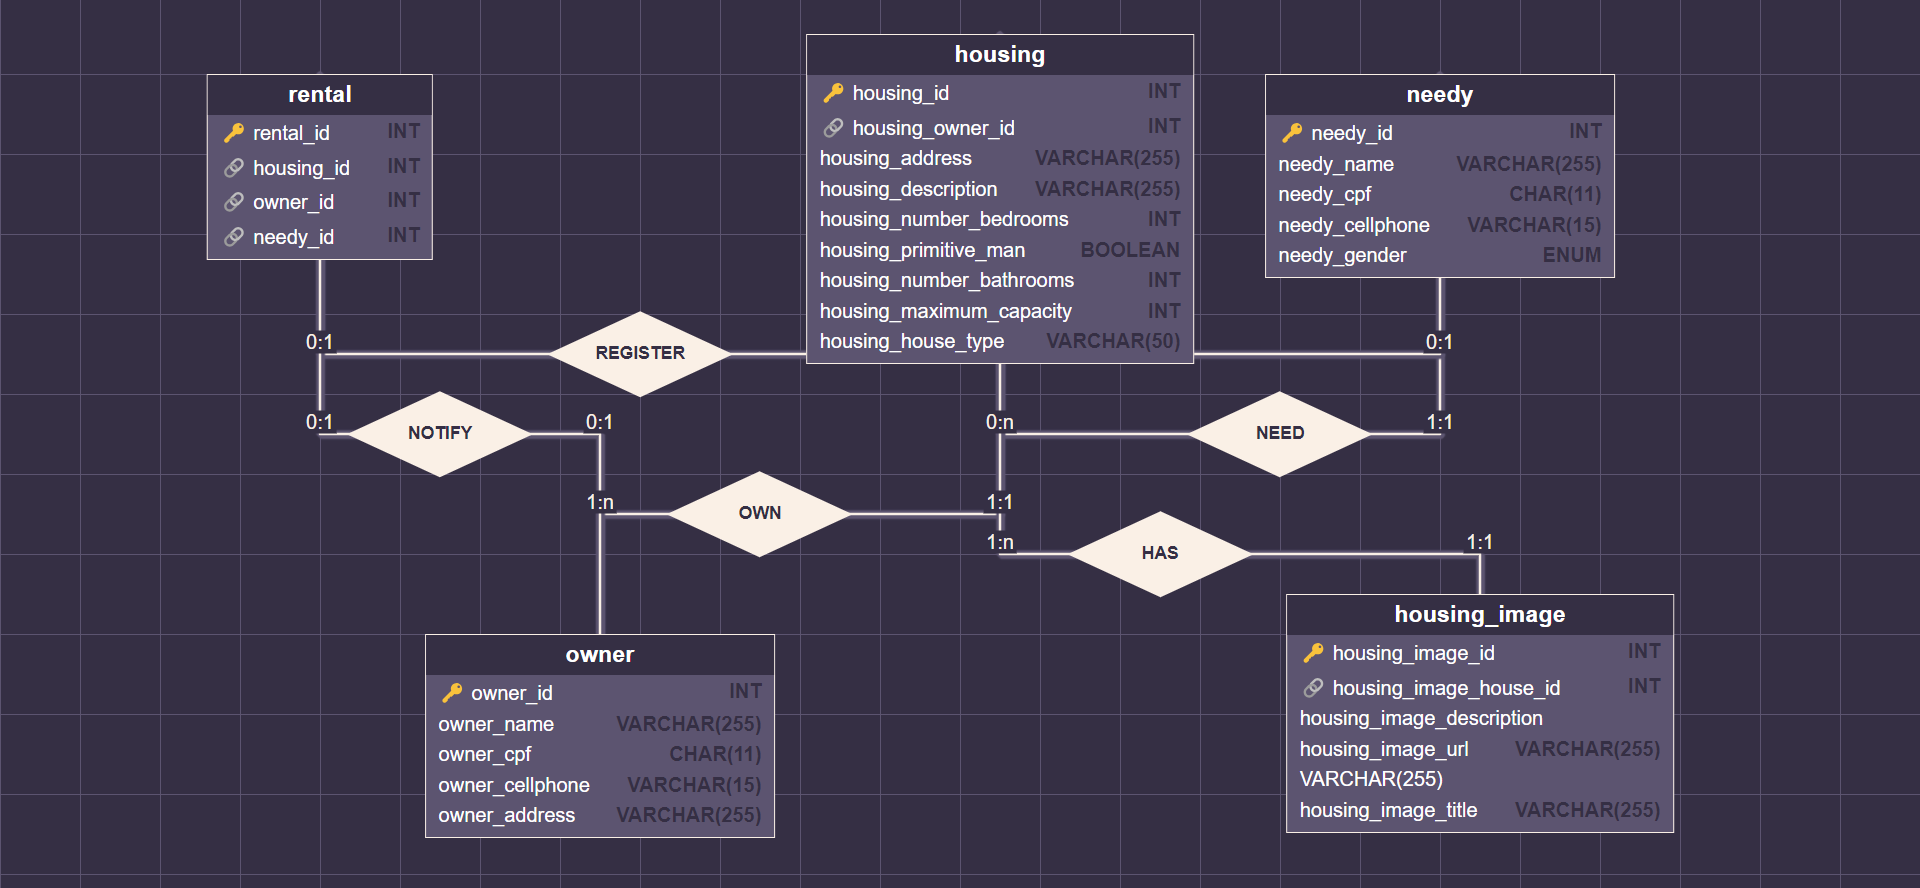 rental
rental_id INT
housing_id INT
owner_id INT
needy_id INT
housing
housing_id INT
housing_owner_id INT
housing_address VARCHAR(255)
housing_description VARCHAR(255)
housing_number_bedrooms INT
housing_primitive_man BOOLEAN
housing_number_bathrooms INT
housing_maximum_capacity INT
housing_house_type VARCHAR(50)
needy
needy_id INT
needy_name VARCHAR(255)
needy_cpf CHAR(11)
needy_cellphone VARCHAR(15)
needy_gender ENUM
0:1 REGISTER 0:1
0:1 NOTIFY 0:1
0:n NEED 1:1
1:n OWN 1:1
1:n HAS 1:1
owner
owner_id INT
owner_name VARCHAR(255)
owner_cpf CHAR(11)
owner_cellphone VARCHAR(15)
owner_address VARCHAR(255)
housing_image
housing_image_id INT
housing_image_house_id INT
housing_image_description
housing_image_url VARCHAR(255)
VARCHAR(255)
housing_image_title VARCHAR(255)